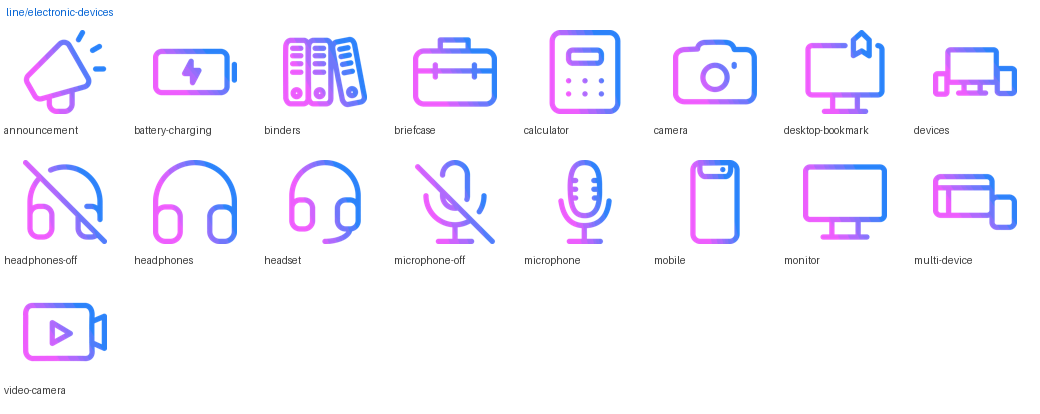 line/electronic-devices
announcement
battery-charging
binders
briefcase
calculator
camera
desktop-bookmark
devices
headphones-off
headphones
headset
microphone-off
microphone
mobile
monitor
multi-device
video-camera